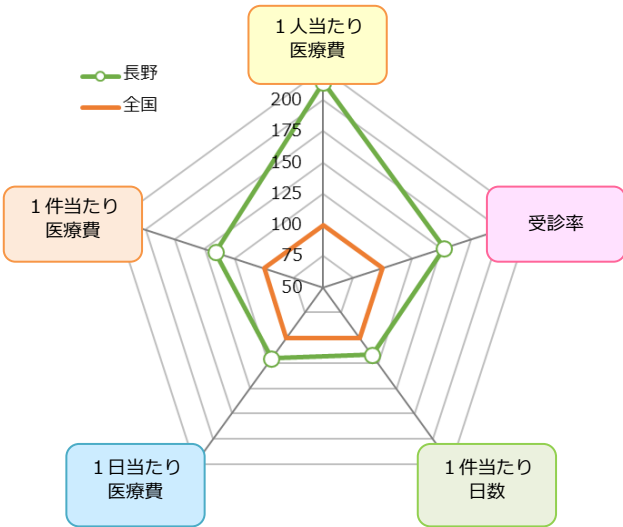 １人当たり
医療費
長野
全国
200
175
150
125
100
75
50
１件当たり
医療費
受診率
１日当たり
医療費
１件当たり
日数